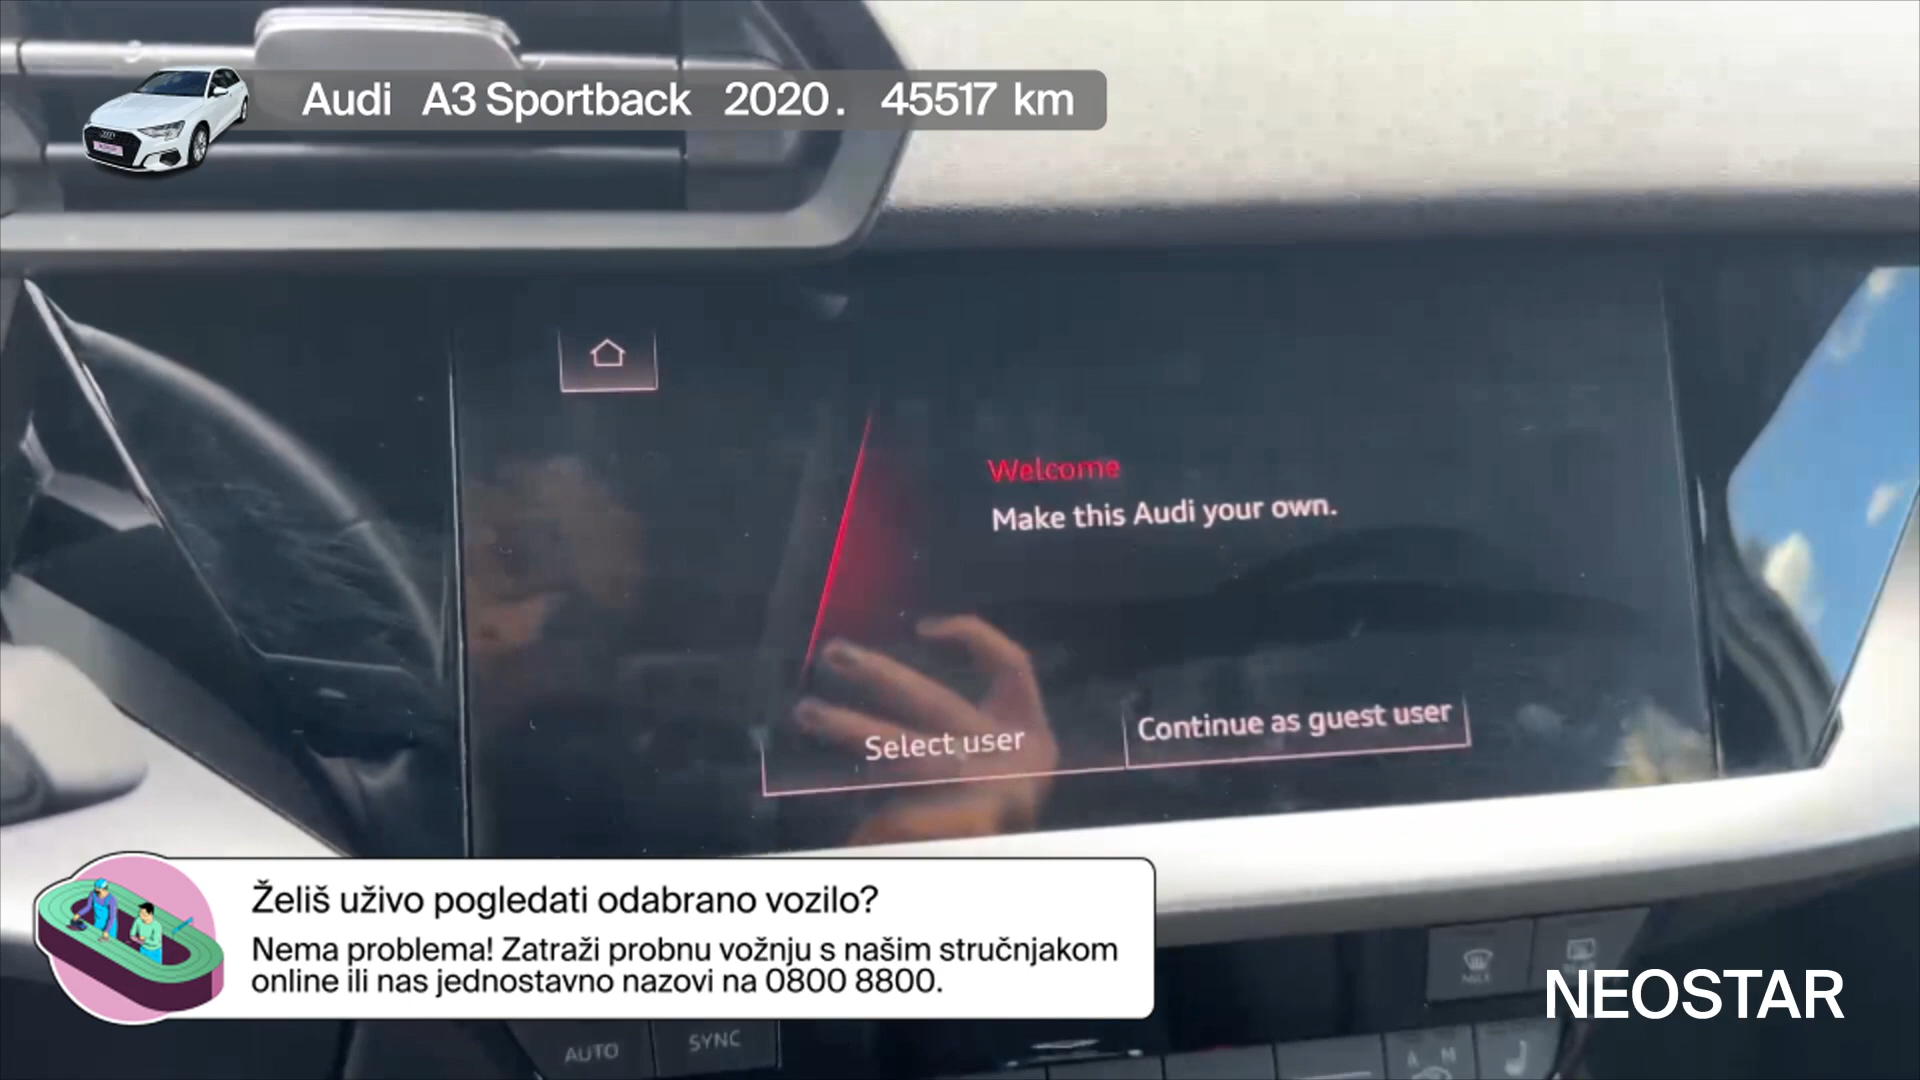 Audi A3 Sportback 2020. 45517 km
Welcome
Make this Audi your own.
Select user
Continue as guest user
Želiš uživo pogledati odabrano vozilo?
Nema problema! Zatraži probnu vožnju s našim stručnjakom
online ili nas jednostavno nazovi na 0800 8800.
MAX
NEOSTAR
AUTO
SYNC
A M